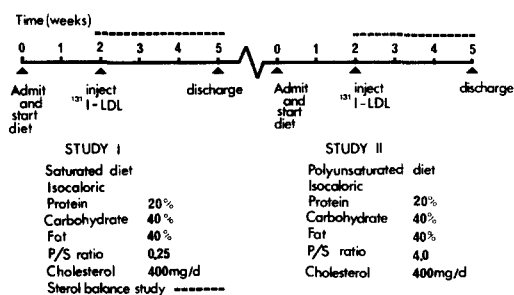 Time (weeks)
0 1 2 3 4 5 0 1 2 3 4 5
Admit and start diet
inject ¹³¹ I-LDL
discharge
Admit and start diet
inject ¹³¹ I-LDL
discharge
STUDY I
Saturated diet
Isocaloric
Protein 20%
Carbohydrate 40%
Fat 40%
P/S ratio 0,25
Cholesterol 400mg/d
Sterol balance study
STUDY II
Polyunsaturated diet
Isocaloric
Protein 20%
Carbohydrate 40%
Fat 40%
P/S ratio 4,0
Cholesterol 400mg/d